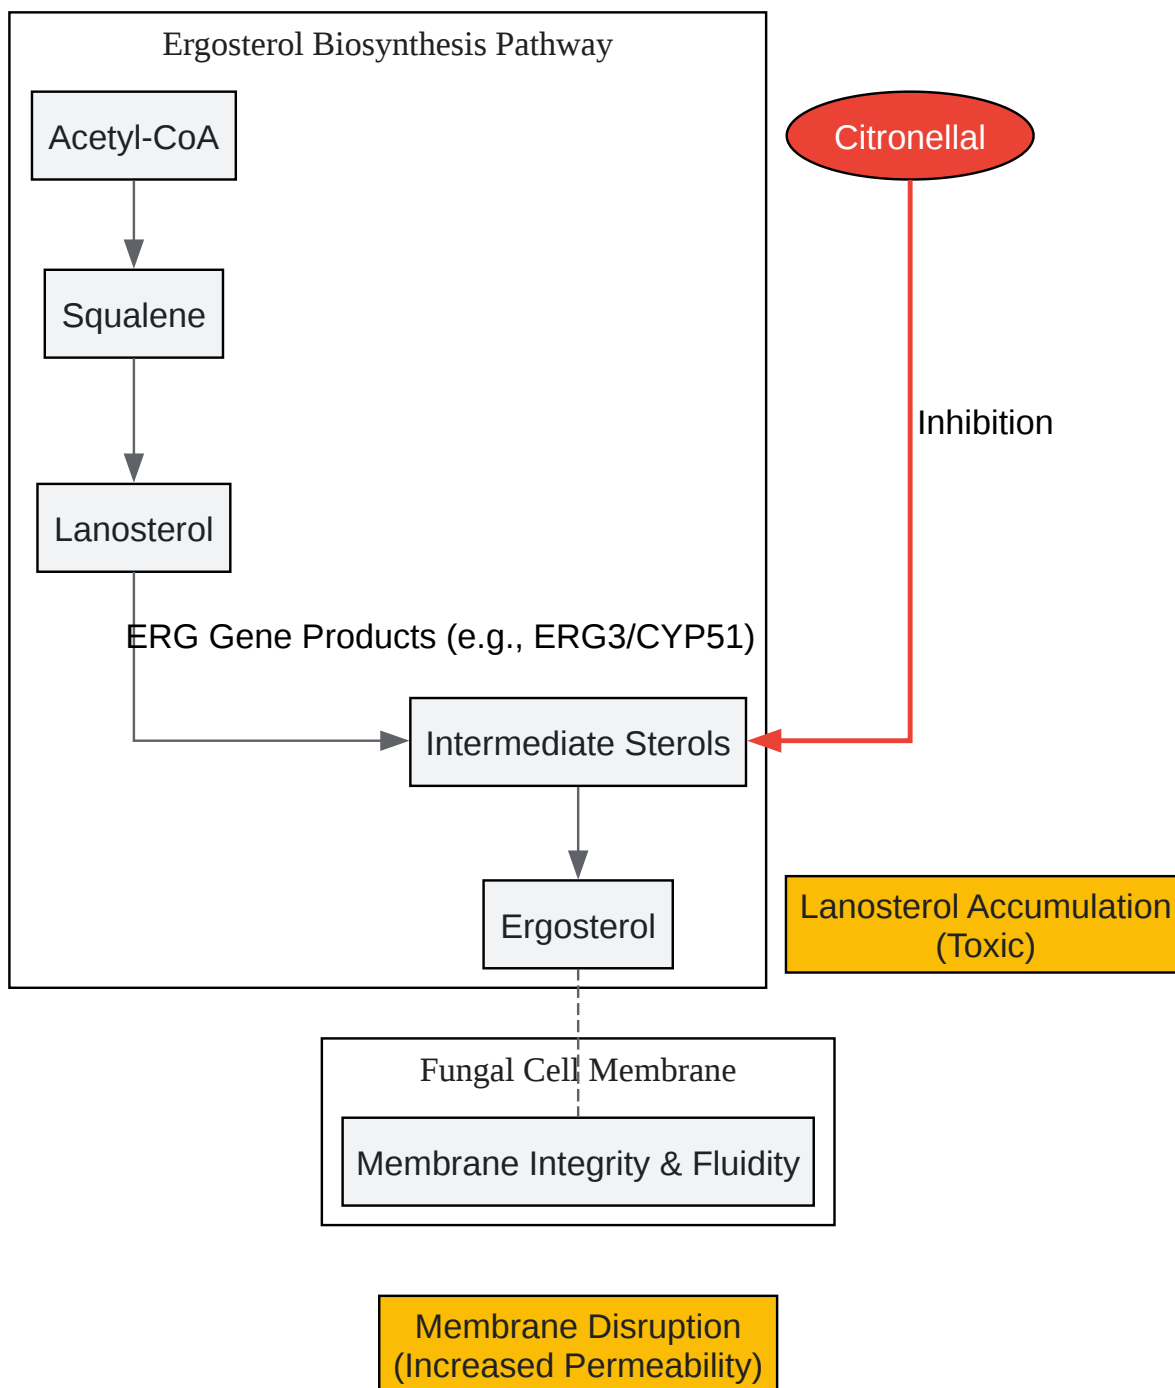 Ergosterol Biosynthesis Pathway
Acetyl-CoA
Citronellal
Squalene
Inhibition
Lanosterol
ERG Gene Products (e.g., ERG3/CYP51)
Intermediate Sterols
Lanosterol Accumulation
(Toxic)
Ergosterol
Fungal Cell Membrane
Membrane Integrity & Fluidity
Membrane Disruption
(Increased Permeability)